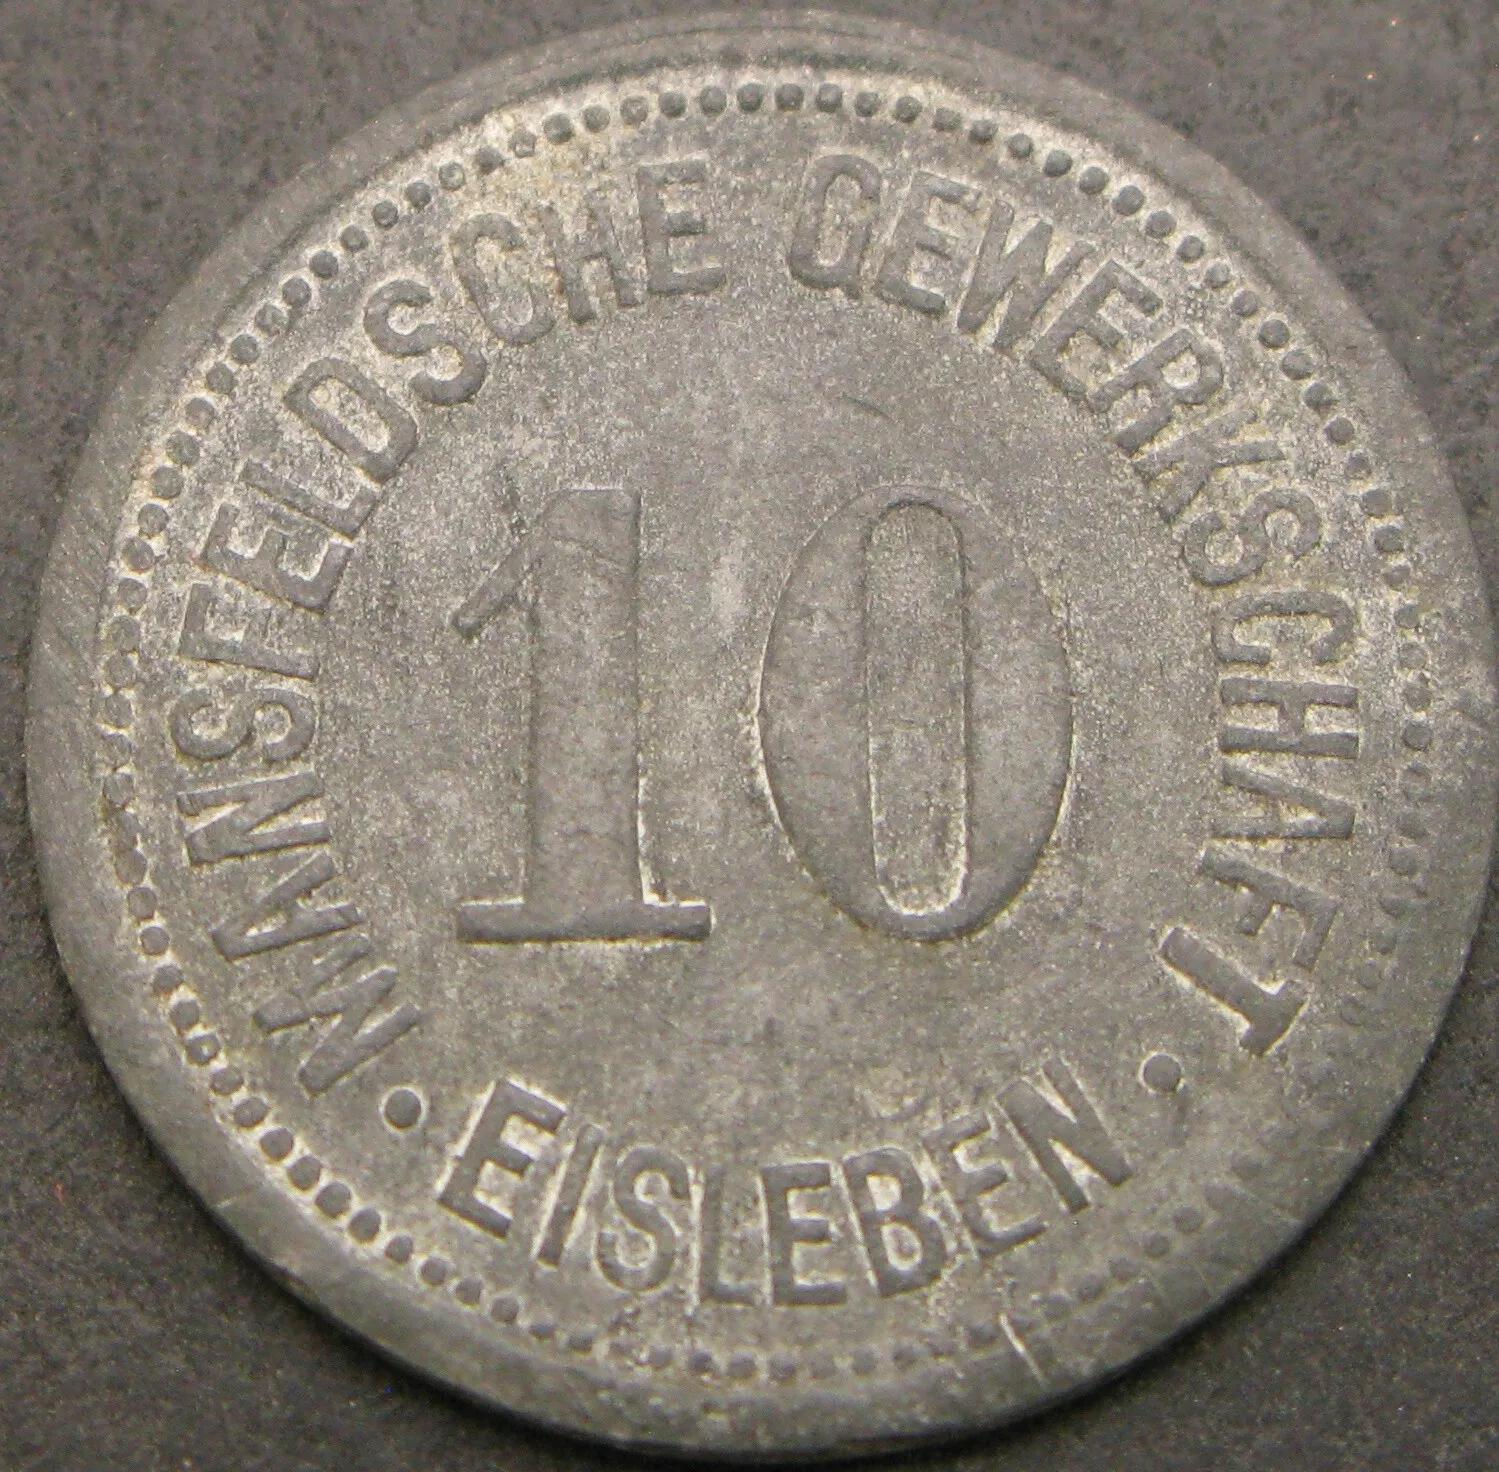 MANSFELDSCHE GEWERKSCHAFT
10
· EISLEBEN ·